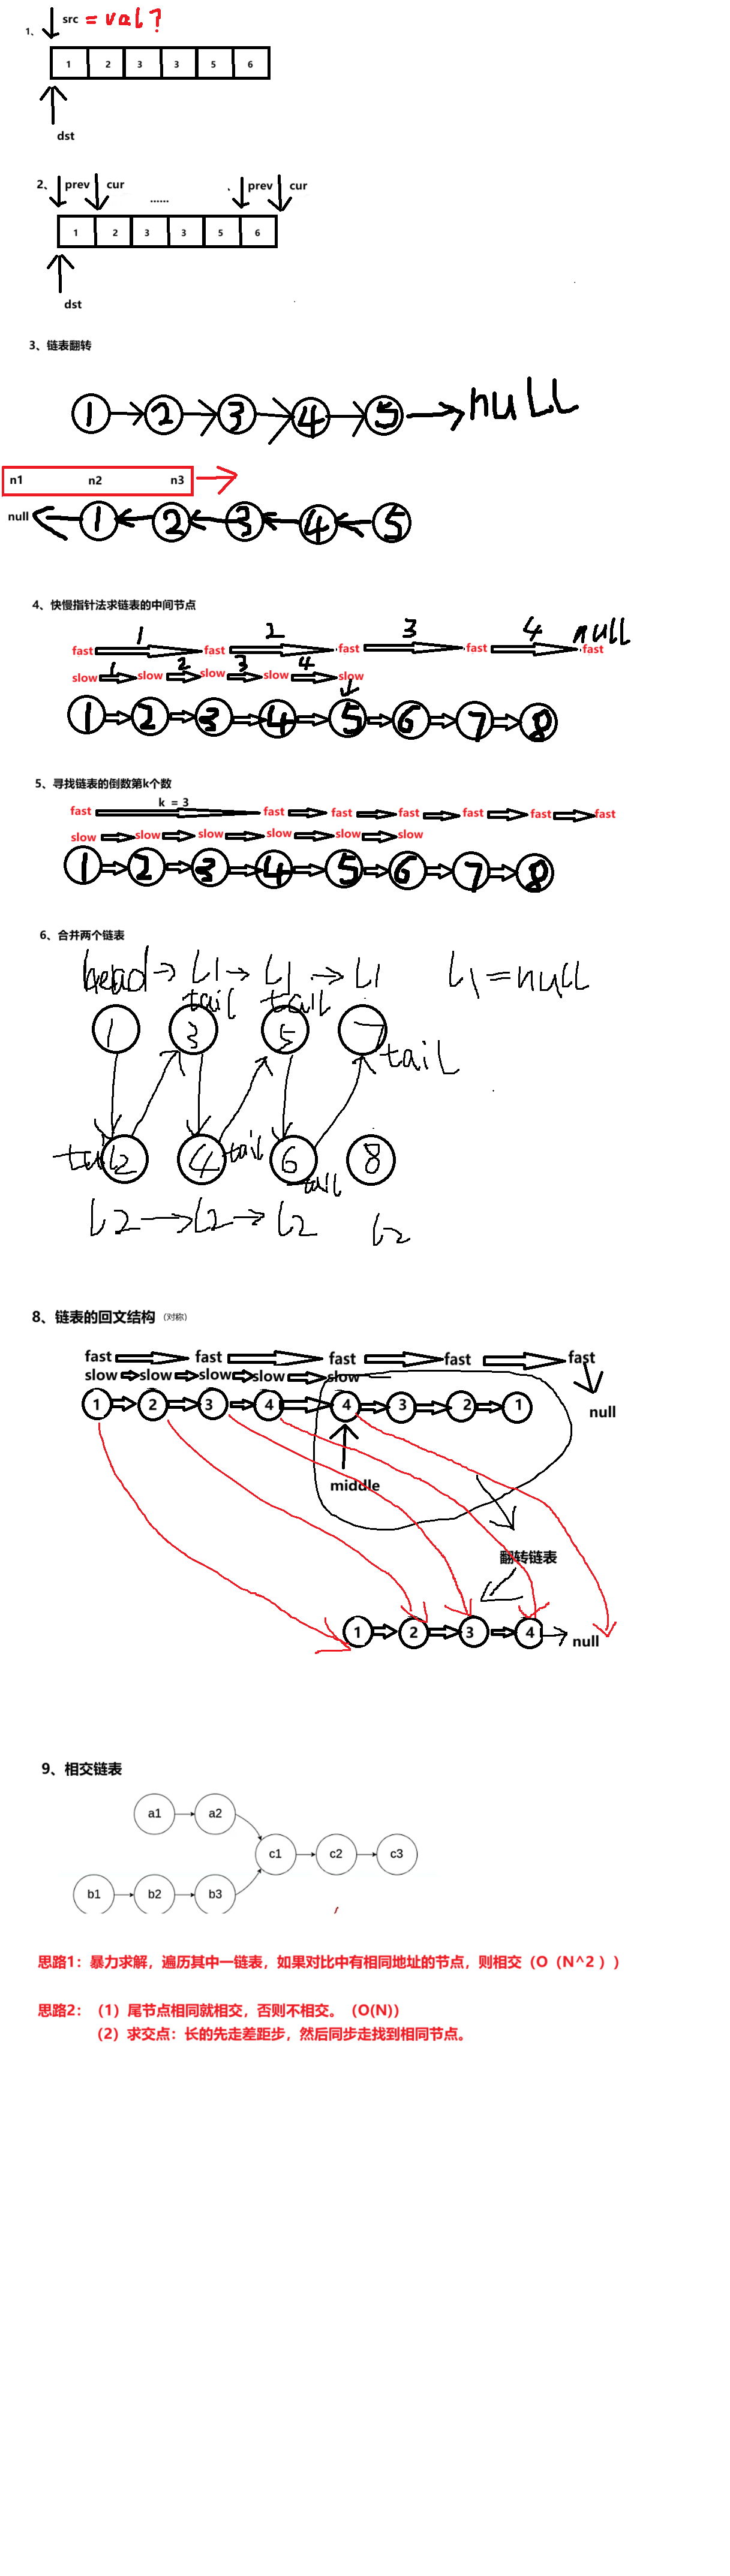 src = val?
1、
1 2 3 3 5 6
dst
2、 prev cur ...... prev cur
1 2 3 3 5 6
dst
3、链表翻转
1 2 3 4 5 null
n1 n2 n3
null 1 2 3 4 5
4、快慢指针法求链表的中间节点
1 2 3 4 null
fast fast fast fast fast
1 2 3 4
slow slow slow slow slow
1 2 3 4 5 6 7 8
5、寻找链表的倒数第k个数
k = 3
fast fast fast fast fast fast fast
slow slow slow slow slow slow
1 2 3 4 5 6 7 8
6、合并两个链表
head L1 L1 L1 L1=null
tail tail
1 3 5 7
tail
tail 2 4 tail 6 8
tail
L2 L2 L2 L2
8、链表的回文结构 (对称)
fast fast fast fast fast
slow slow slow slow slow
1 2 3 4 4 3 2 1
null
middle
翻转链表
1 2 3 4 null
9、相交链表
a1 a2
c1 c2 c3
b1 b2 b3
思路1：暴力求解，遍历其中一链表，如果对比中有相同地址的节点，则相交（O（N^2 ））
思路2：（1）尾节点相同就相交，否则不相交。（O(N)）
（2）求交点：长的先走差距步，然后同步走找到相同节点。